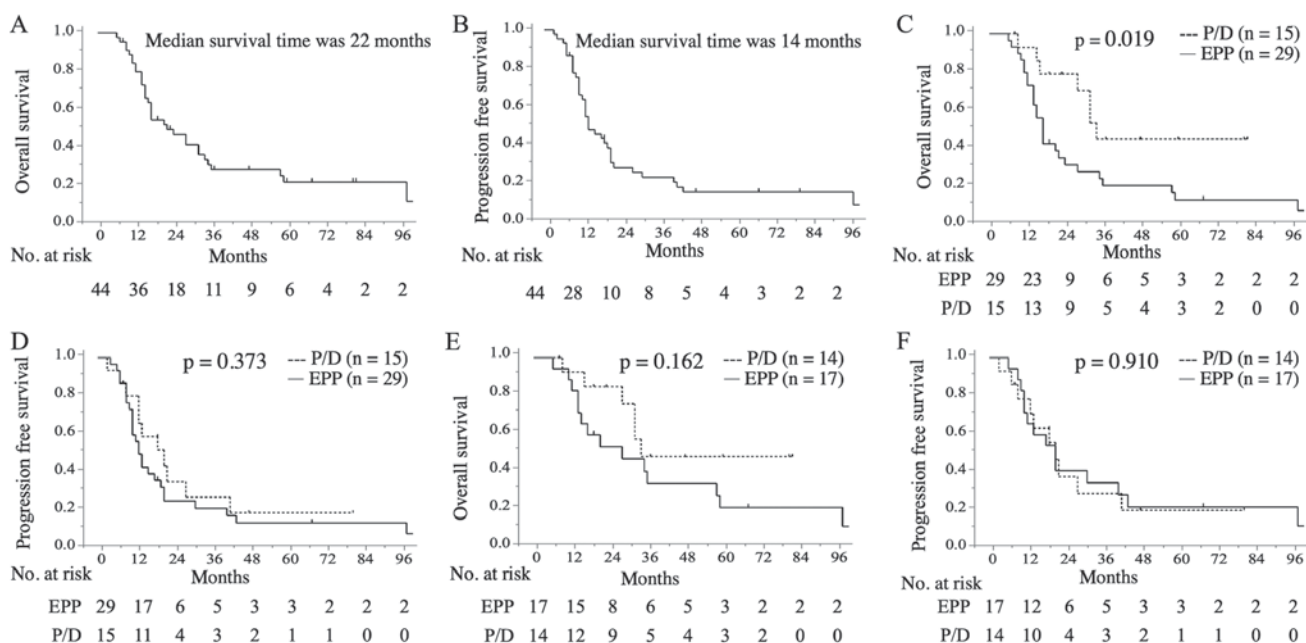 A
Median survival time was 22 months
Overall survival
1.0
0.8
0.6
0.4
0.2
0.0
0 12 24 36 48 60 72 84 96
No. at risk
Months
44 36 18 11 9 6 4 2 2
B
Median survival time was 14 months
Progression free survival
1.0
0.8
0.6
0.4
0.2
0.0
0 12 24 36 48 60 72 84 96
No. at risk
Months
44 28 10 8 5 4 3 2 2
C
p = 0.019
P/D (n = 15)
EPP (n = 29)
Overall survival
1.0
0.8
0.6
0.4
0.2
0.0
0 12 24 36 48 60 72 84 96
No. at risk
Months
EPP 29 23 9 6 5 3 2 2 2
P/D 15 13 9 5 4 3 2 0 0
D
p = 0.373
P/D (n = 15)
EPP (n = 29)
Progression free survival
1.0
0.8
0.6
0.4
0.2
0.0
0 12 24 36 48 60 72 84 96
No. at risk
Months
EPP 29 17 6 5 3 3 2 2 2
P/D 15 11 4 3 2 1 1 0 0
E
p = 0.162
P/D (n = 14)
EPP (n = 17)
Overall survival
1.0
0.8
0.6
0.4
0.2
0.0
0 12 24 36 48 60 72 84 96
No. at risk
Months
EPP 17 15 8 6 5 3 2 2 2
P/D 14 12 9 5 4 3 2 0 0
F
p = 0.910
P/D (n = 14)
EPP (n = 17)
Progression free survival
1.0
0.8
0.6
0.4
0.2
0.0
0 12 24 36 48 60 72 84 96
No. at risk
Months
EPP 17 12 6 5 3 3 2 2 2
P/D 14 10 4 3 2 1 1 0 0